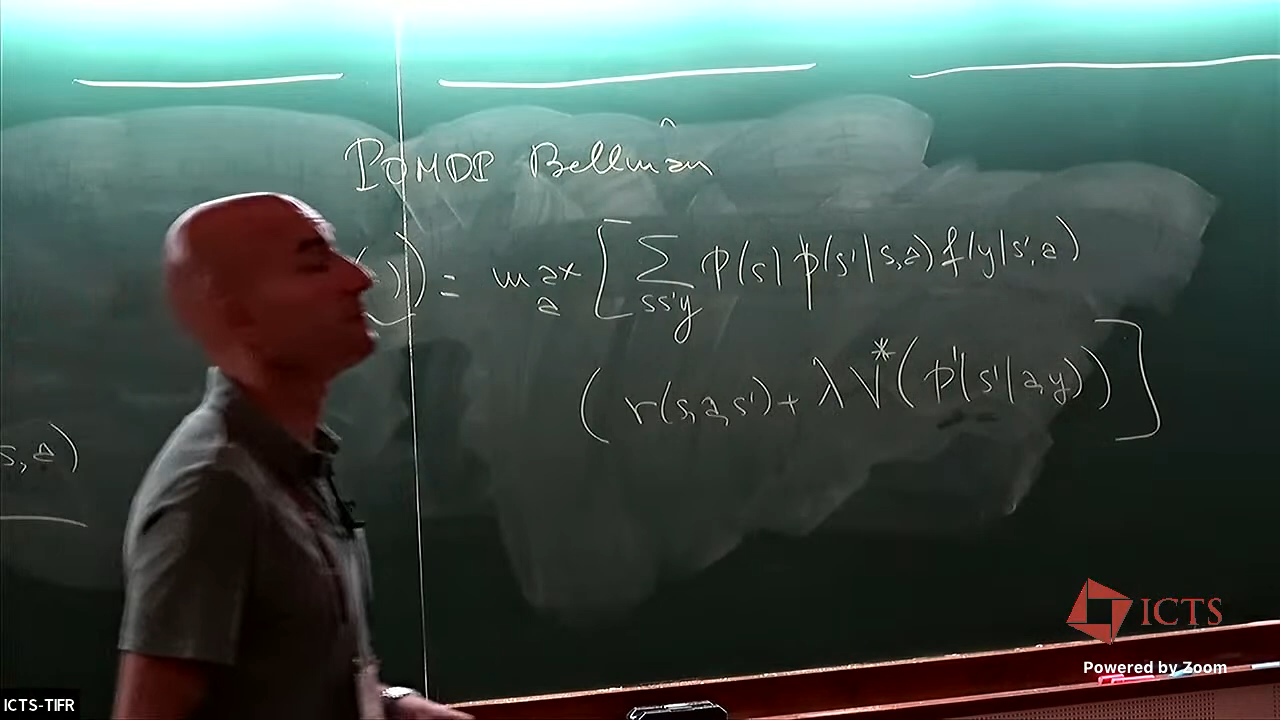 POMDP Bellman
)) = max a [ ∑ ss'y p(s) p(s'|s,a) f(y|s',a)
( r(s,a,s') + λ V*( p'(s'|a,y) ) ]
s,a)
ICTS
Powered by Zoom
ICTS-TIFR